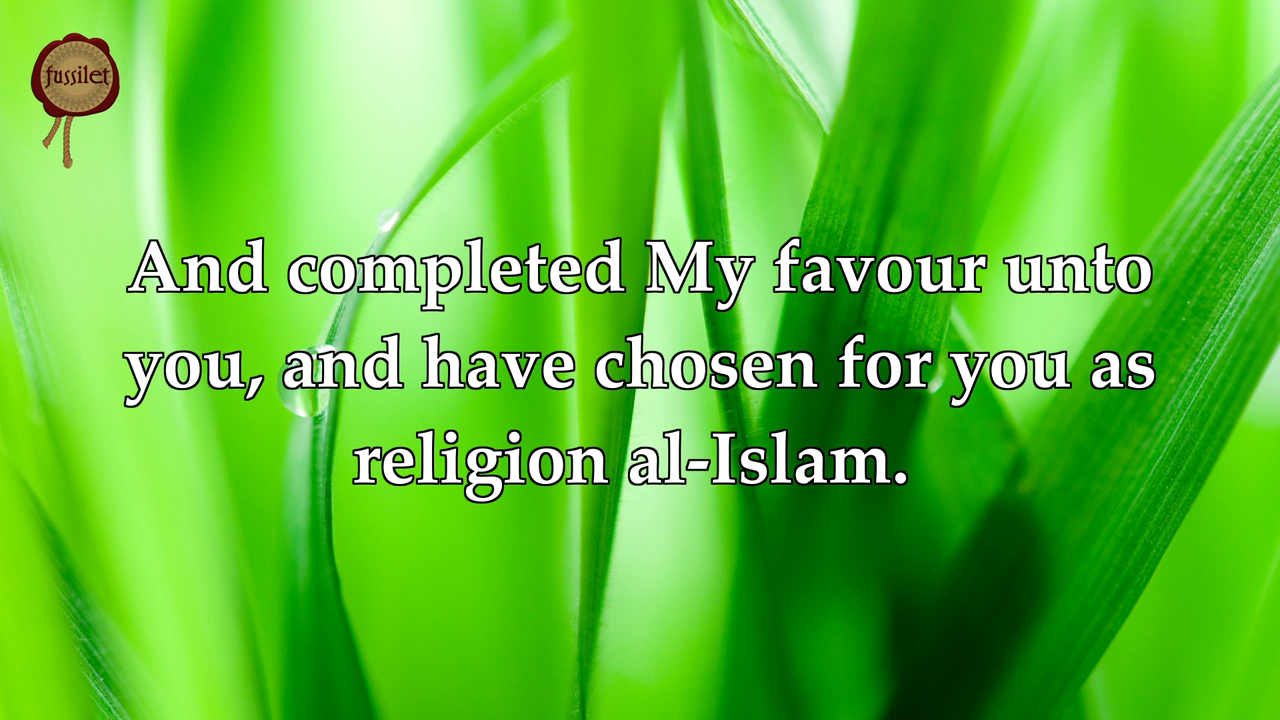 fussilet
And completed My favour unto
you, and have chosen for you as
religion al-Islam.